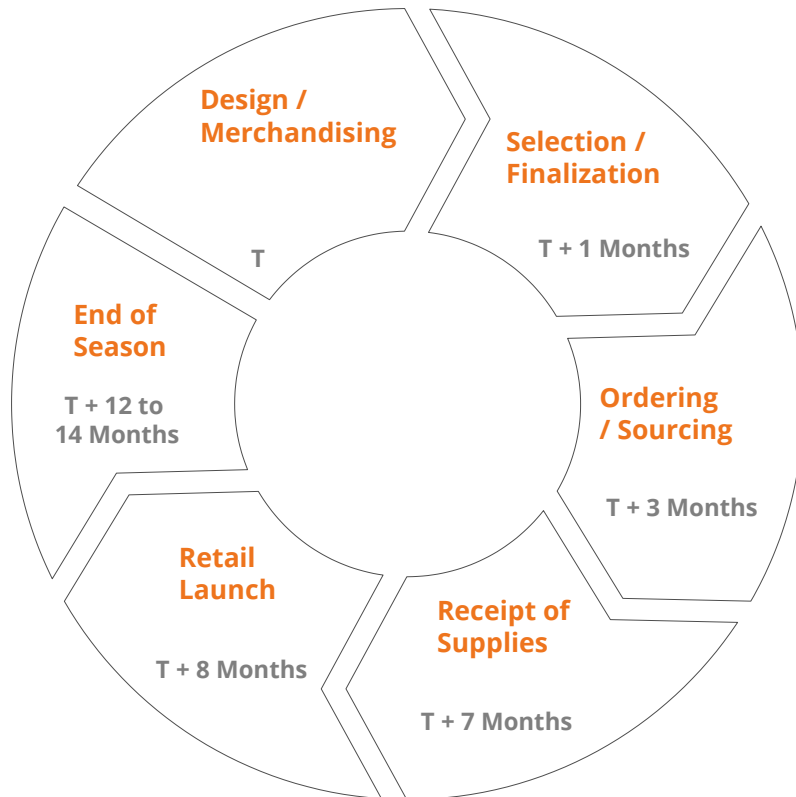 Design /
Merchandising
T
Selection /
Finalization
T + 1 Months
Ordering
/ Sourcing
T + 3 Months
Receipt of
Supplies
T + 7 Months
Retail
Launch
T + 8 Months
End of
Season
T + 12 to
14 Months